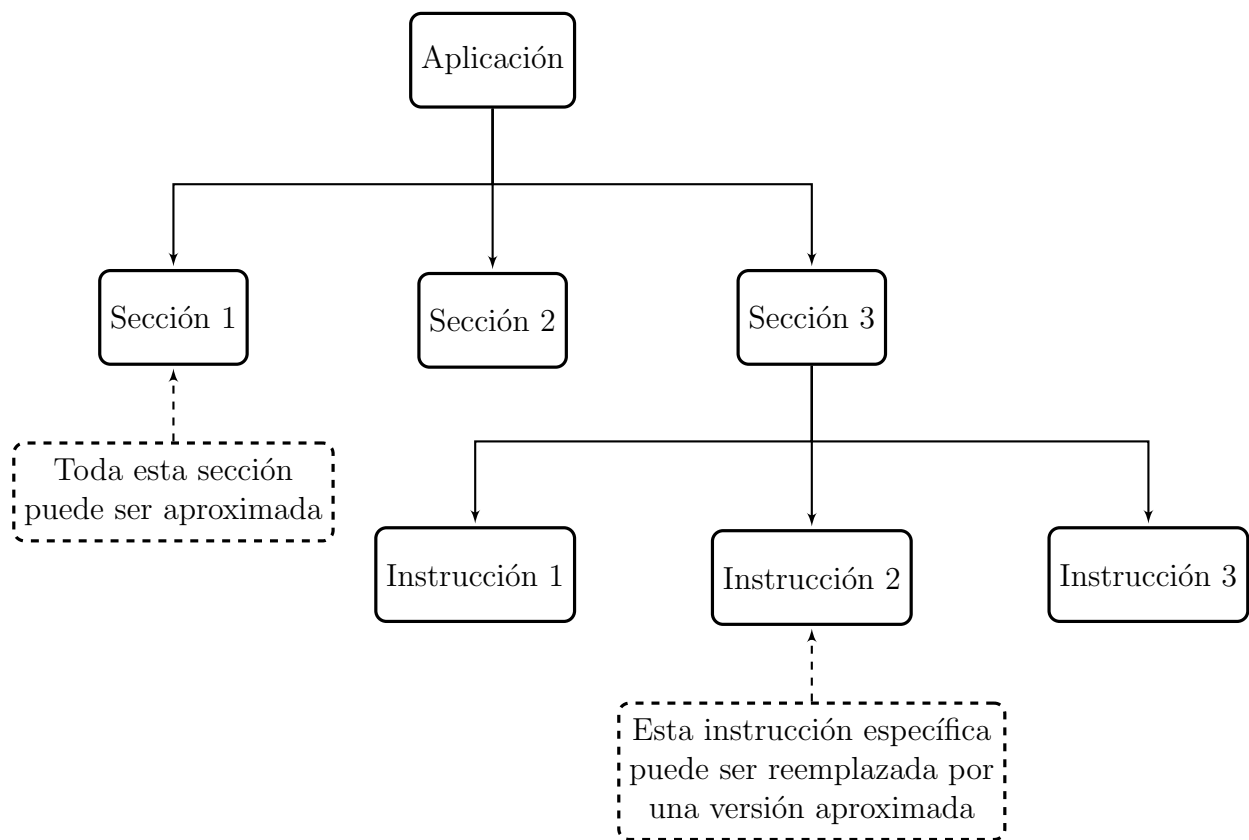 Aplicación
Sección 1
Sección 2
Sección 3
Toda esta sección
puede ser aproximada
Instrucción 1
Instrucción 2
Instrucción 3
Esta instrucción específica
puede ser reemplazada por
una versión aproximada